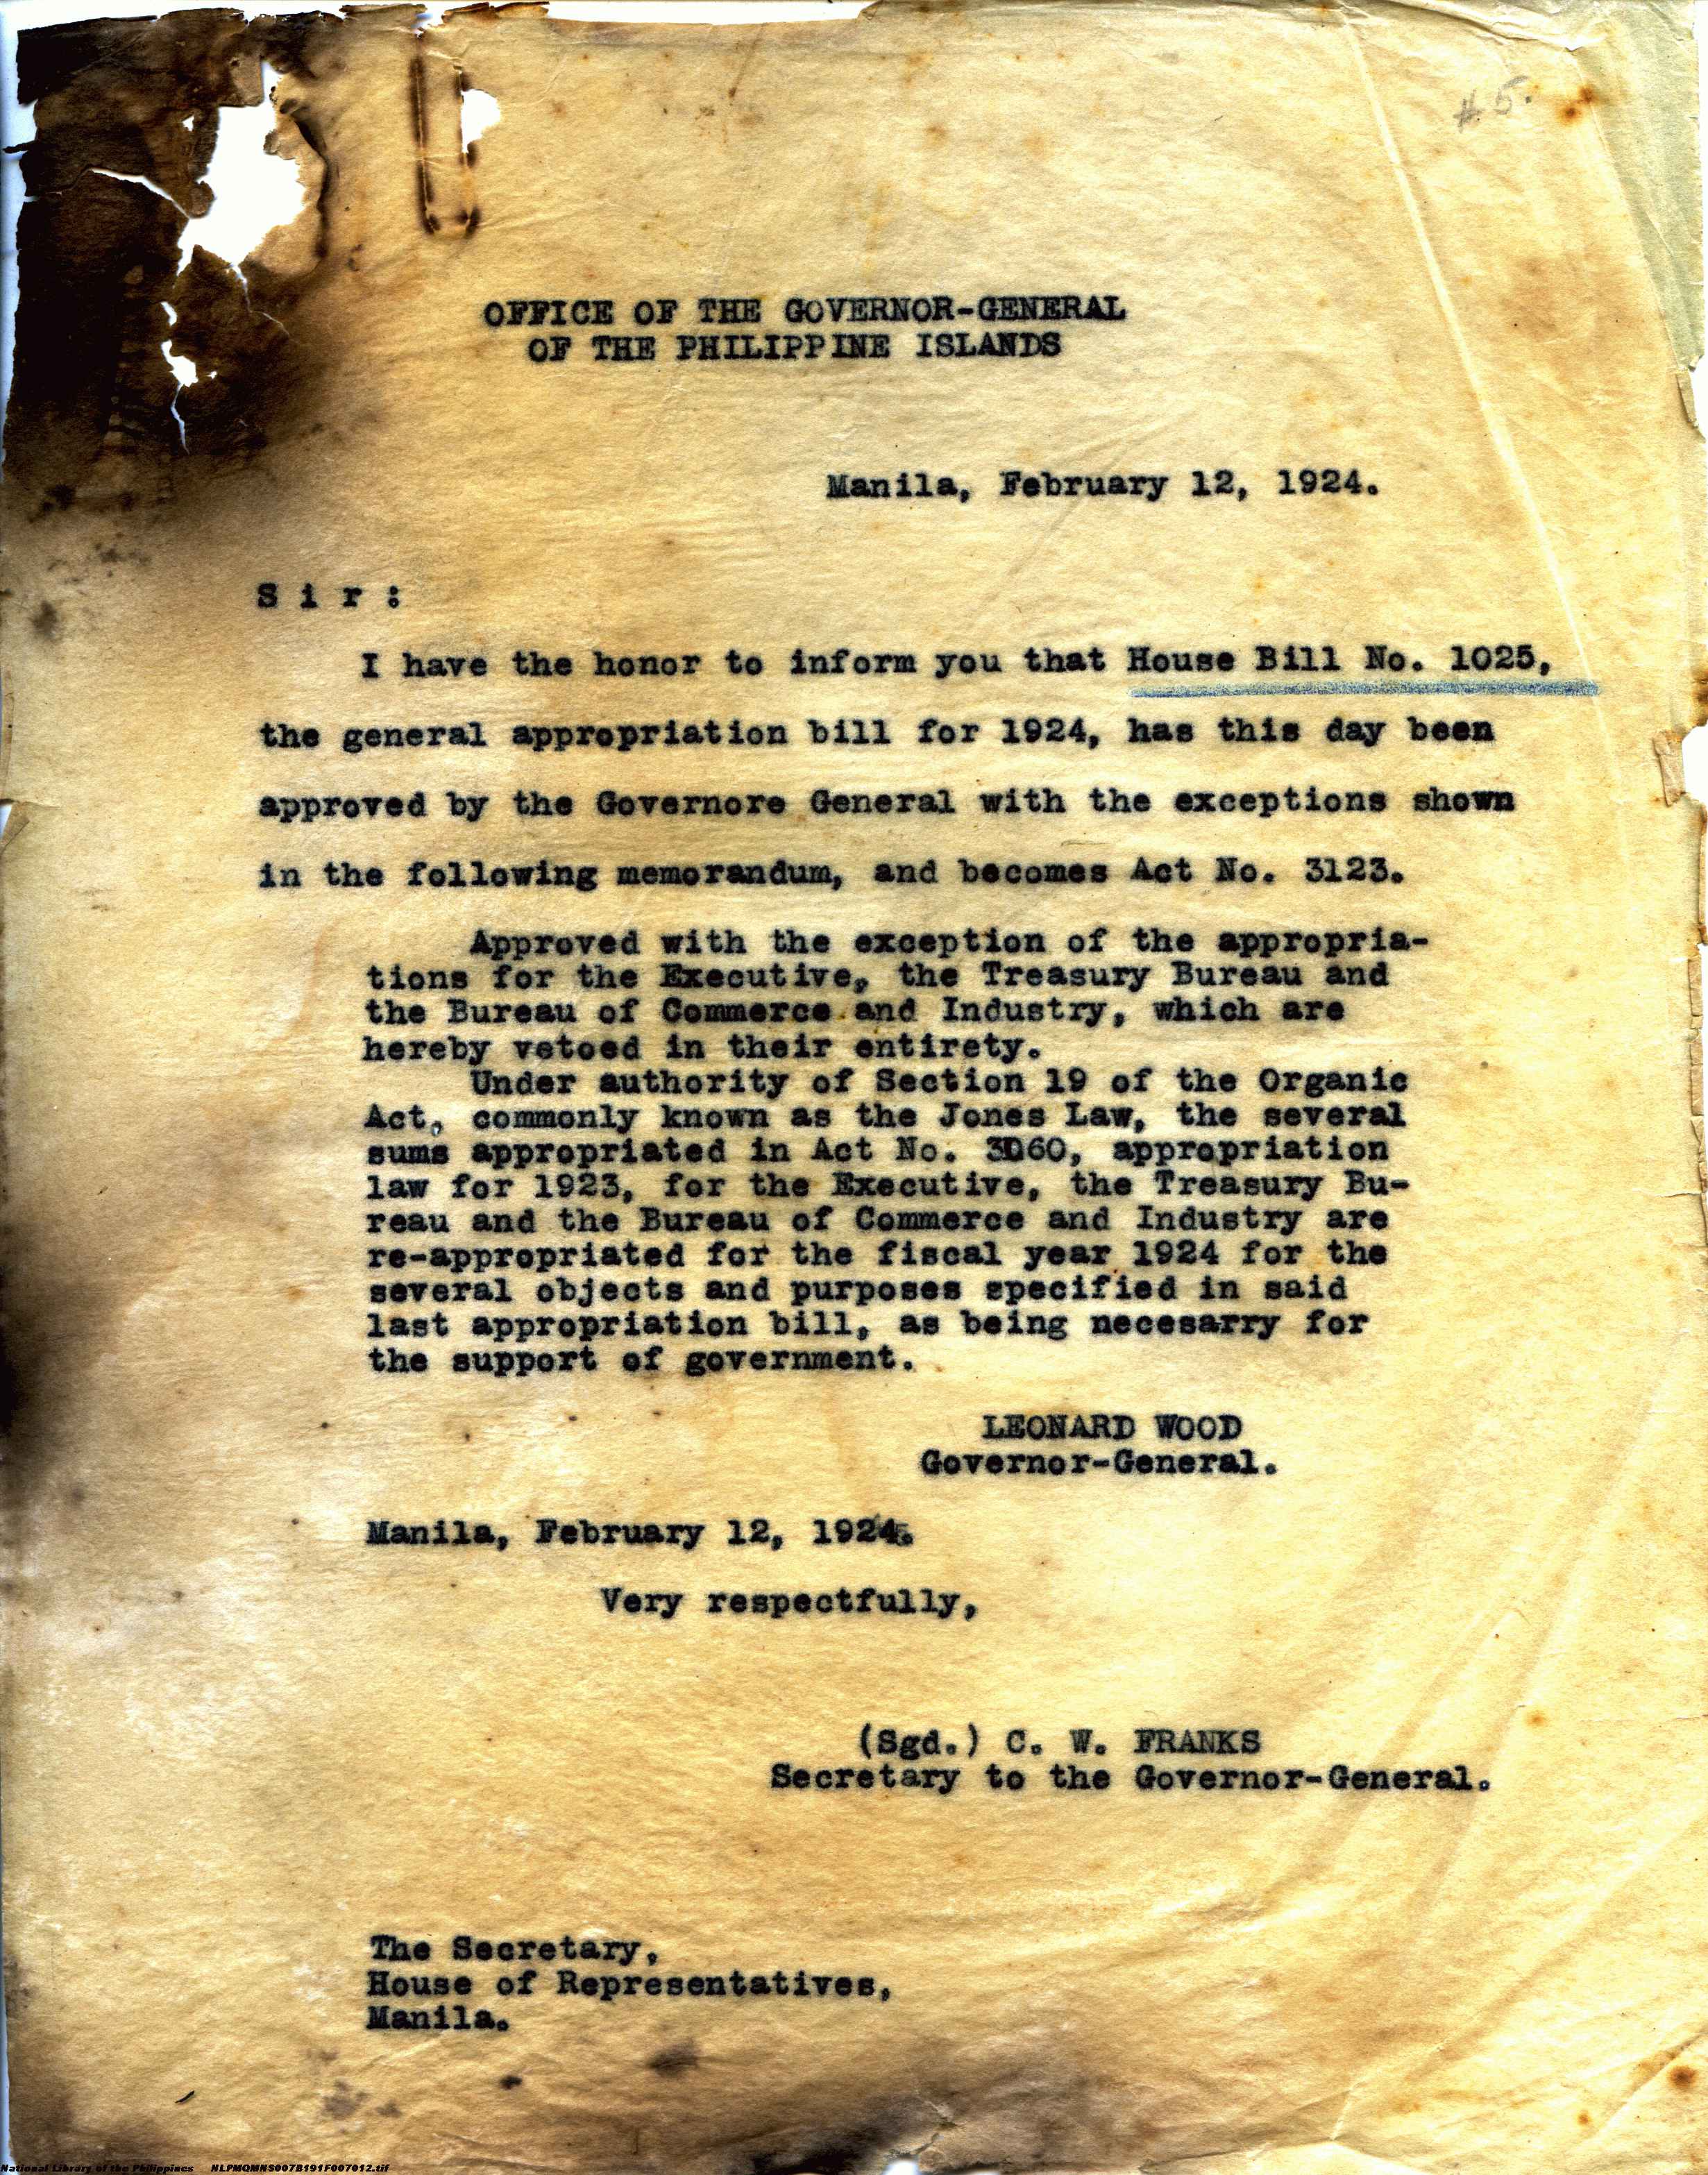 # 5.
OFFICE OF THE GOVERNOR-GENERAL
OF THE PHILIPPINE ISLANDS
Manila, February 12, 1924.
S i r :
I have the honor to inform you that House Bill No. 1025,
the general appropriation bill for 1924, has this day been
approved by the Governore General with the exceptions shown
in the following memorandum, and becomes Act No. 3123.
Approved with the exception of the appropria-
tions for the Executive, the Treasury Bureau and
the Bureau of Commerce and Industry, which are
hereby vetoed in their entirety.
Under authority of Section 19 of the Organic
Act, commonly known as the Jones Law, the several
sums appropriated in Act No. 3060, appropriation
law for 1923, for the Executive, the Treasury Bu-
reau and the Bureau of Commerce and Industry are
re-appropriated for the fiscal year 1924 for the
several objects and purposes specified in said
last appropriation bill, as being necesarry for
the support of government.
LEONARD WOOD
Governor-General.
Manila, February 12, 1924.
Very respectfully,
(Sgd.) C. W. FRANKS
Secretary to the Governor-General.
The Secretary,
House of Representatives,
Manila.
National Library of the Philippines NLPMQMNS007B191F007012.tif